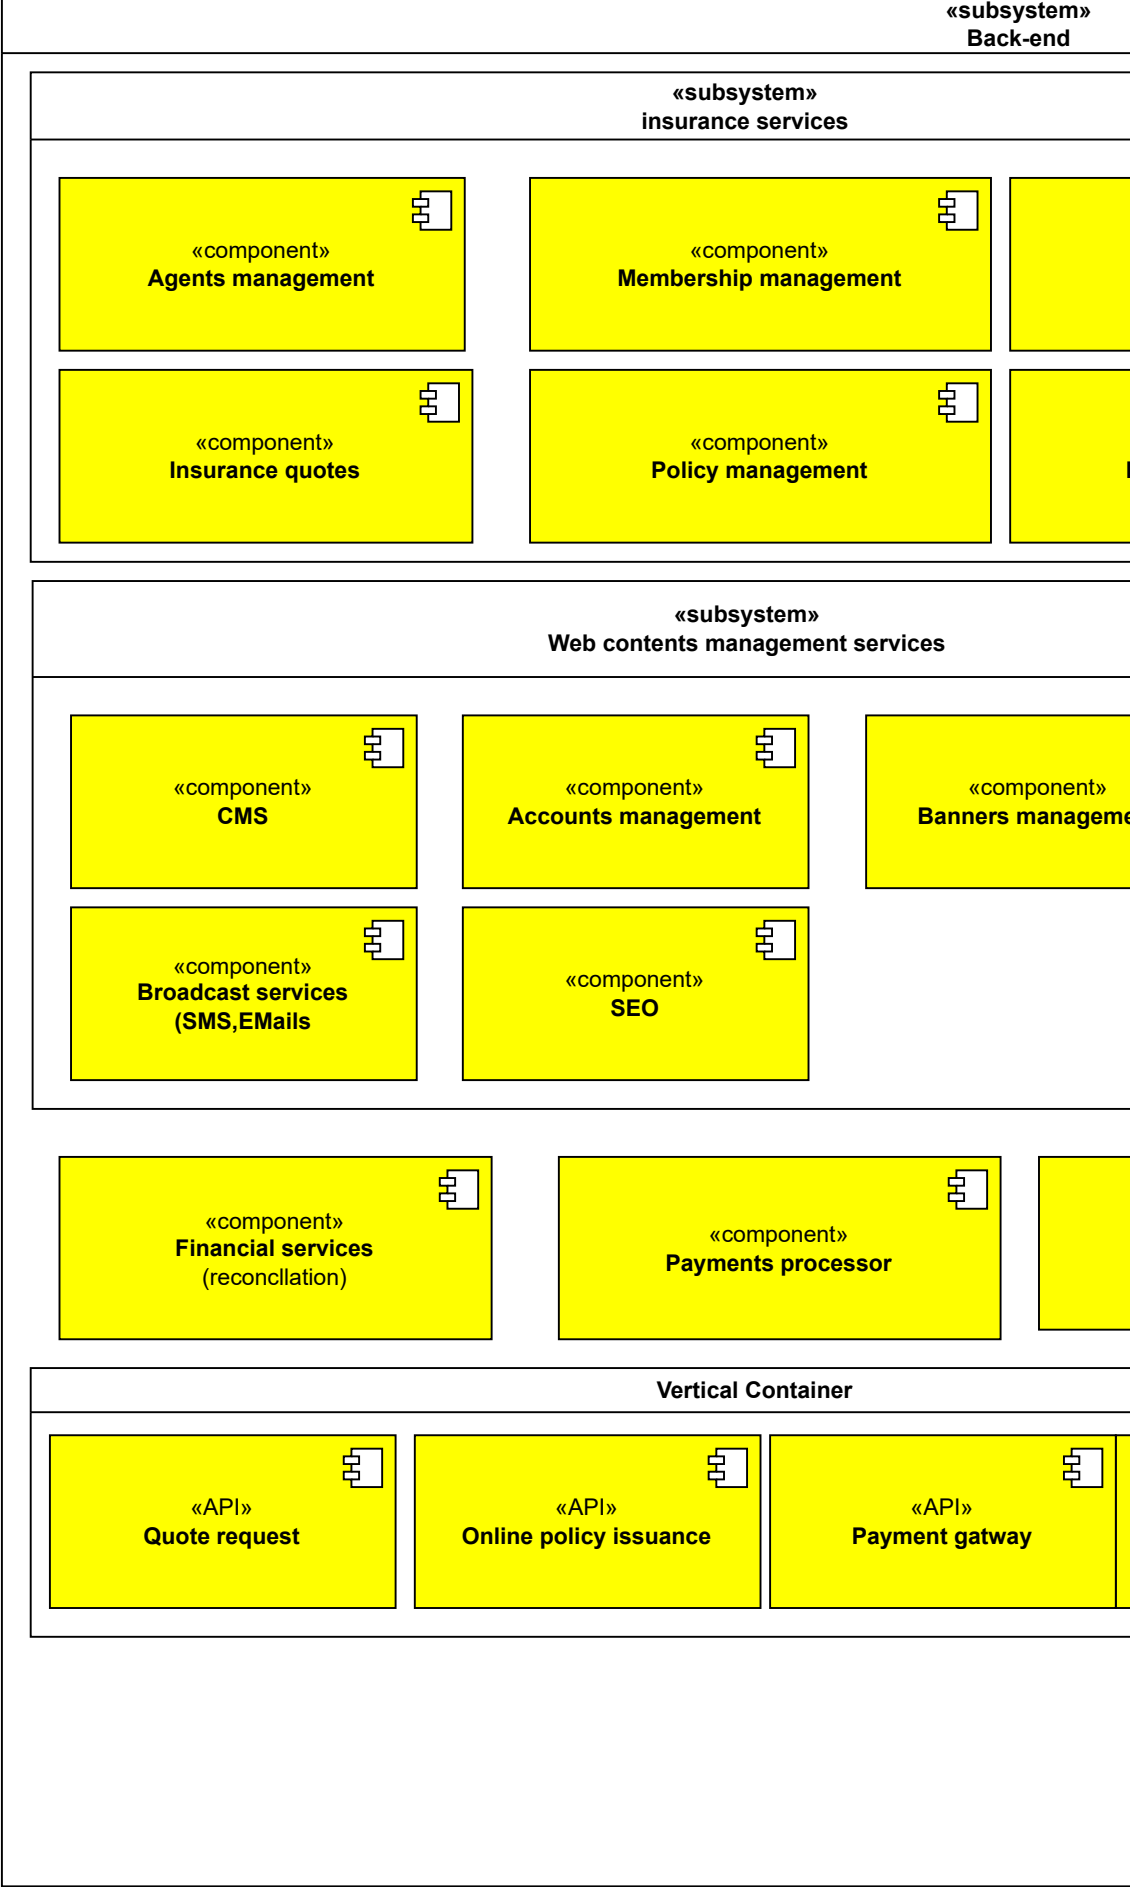 «subsystem»
Back-end
«subsystem»
insurance services
«component»
Agents management
«component»
Membership management
«component»
Insurance quotes
«component»
Policy management
«subsystem»
Web contents management services
«component»
CMS
«component»
Accounts management
«component»
Banners manageme
«component»
Broadcast services
(SMS,EMails
«component»
SEO
«component»
Financial services
(reconcllation)
«component»
Payments processor
Vertical Container
«API»
Quote request
«API»
Online policy issuance
«API»
Payment gatway